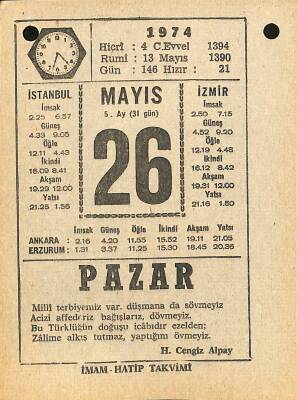 1974
Hicrî : 4 C.Evvel 1394
Rumî : 13 Mayıs 1390
Gün : 146 Hızır : 21
İSTANBUL
İmsak
2.25 6.57
Güneş
4.33 9.05
Öğle
12.11 4.43
İkindi
16.09 8.41
Akşam
19.29 12.00
Yatsı
21.25 1.56
MAYIS
5. Ay (31 gün)
26
İZMİR
İmsak
2.50 7.15
Güneş
4.52 9.20
Öğle
12.19 4.48
İkindi
16.12 8.42
Akşam
19.31 12.00
Yatsı
21.16 1.50
İmsak Güneş Öğle İkindi Akşam Yatsı
ANKARA : 2.16 4.20 11.55 15.52 19.11 21.05
ERZURUM : 1.31 3.37 11.25 15.30 18.45 20.36
PAZAR
Millî terbiyemiz var. düşmana da sövmeyiz
Acizi affederiz bağışlarız, dövmeyiz.
Bu Türklüğün doğuşu icâbıdır ezelden;
Zâlime alkış tutmaz, yaptığını övmeyiz.
H. Cengiz Alpay
İMAM - HATİP TAKVİMİ